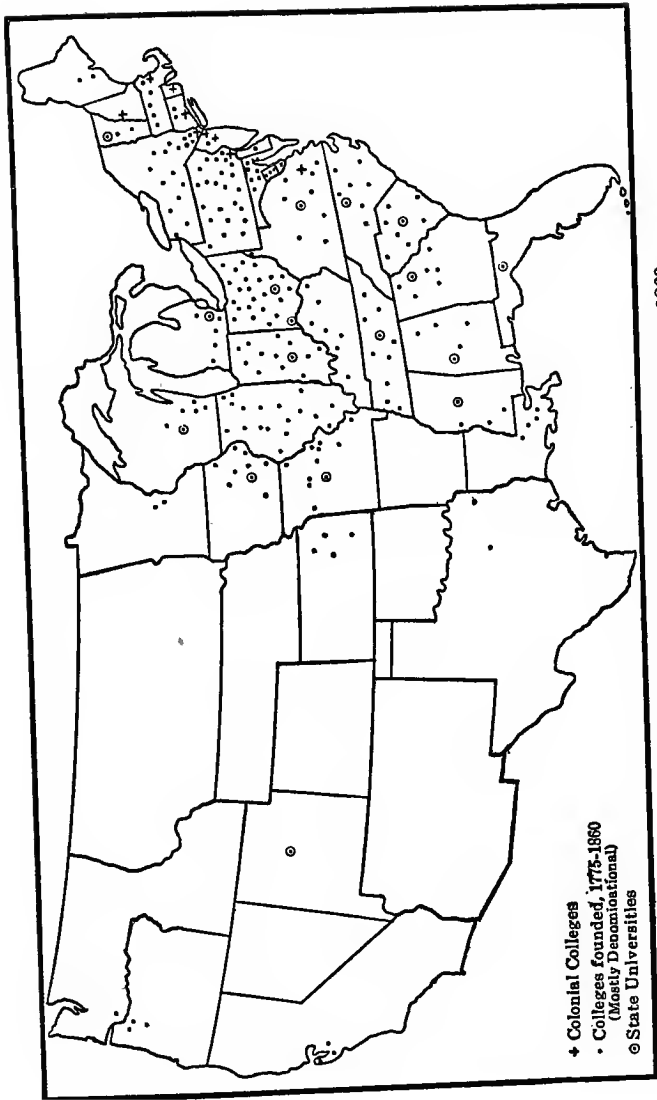 + Colonial Colleges
• Colleges founded, 1775-1860
(Mostly Denominational)
⊙ State Universities